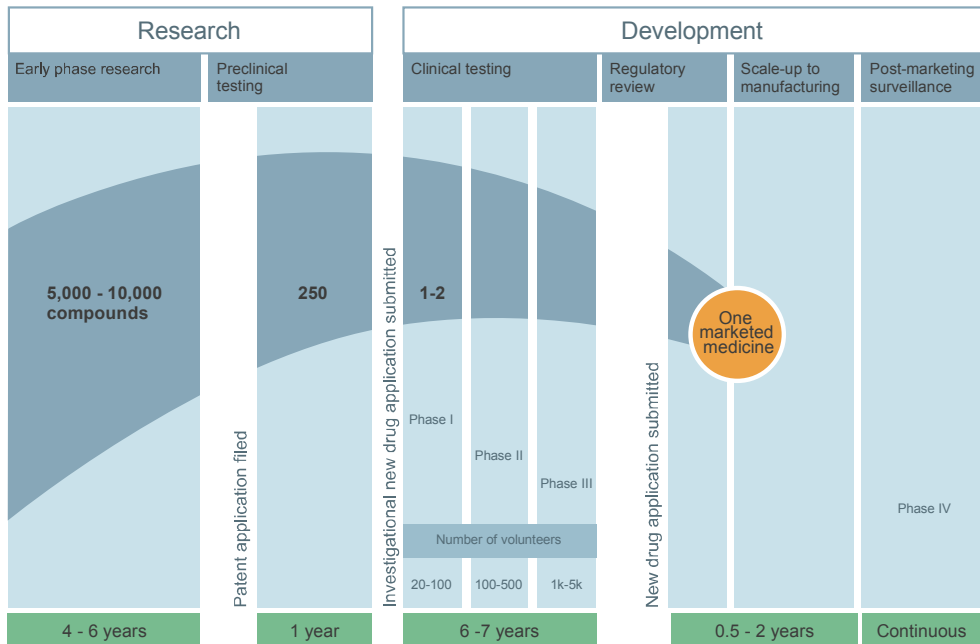 Research
Development
Early phase research
Preclinical
testing
Clinical testing
Regulatory
review
Scale-up to
manufacturing
Post-marketing
surveillance
5,000 - 10,000
compounds
Patent application filed
250
Investigational new drug application submitted
1-2
Phase I
Phase II
Phase III
Number of volunteers
20-100
100-500
1k-5k
New drug application submitted
One
marketed
medicine
Phase IV
4 - 6 years
1 year
6 -7 years
0.5 - 2 years
Continuous